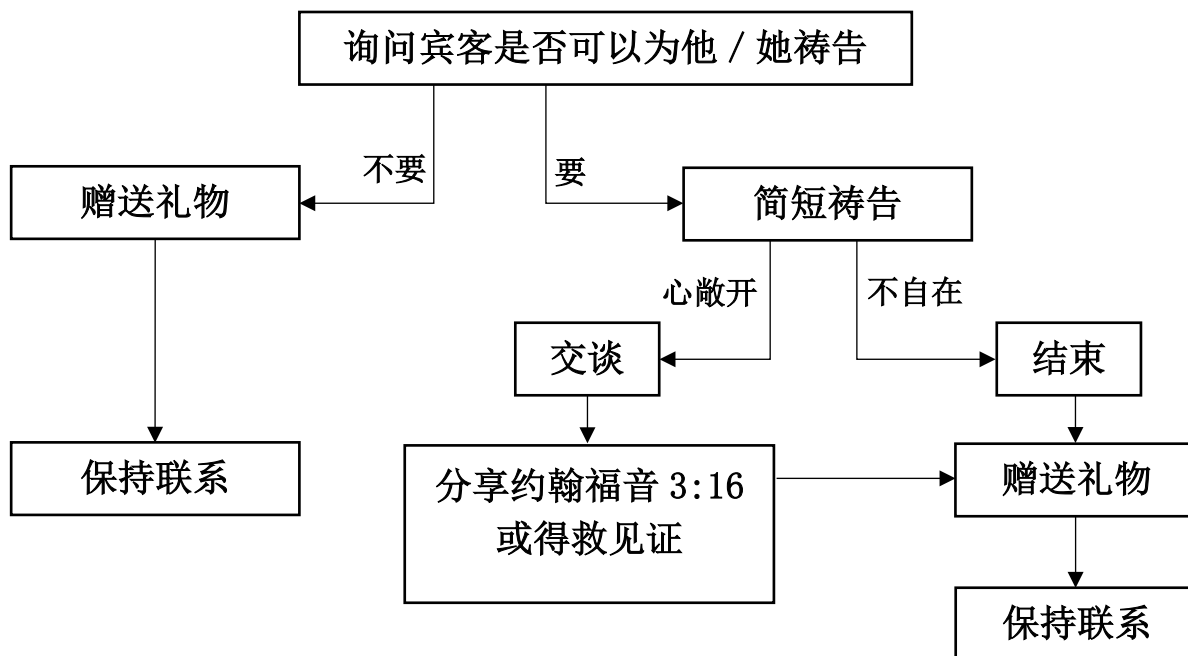 询问宾客是否可以为他／她祷告
不要
要
赠送礼物
简短祷告
心敞开
不自在
交谈
结束
保持联系
分享约翰福音 3:16
或得救见证
赠送礼物
保持联系